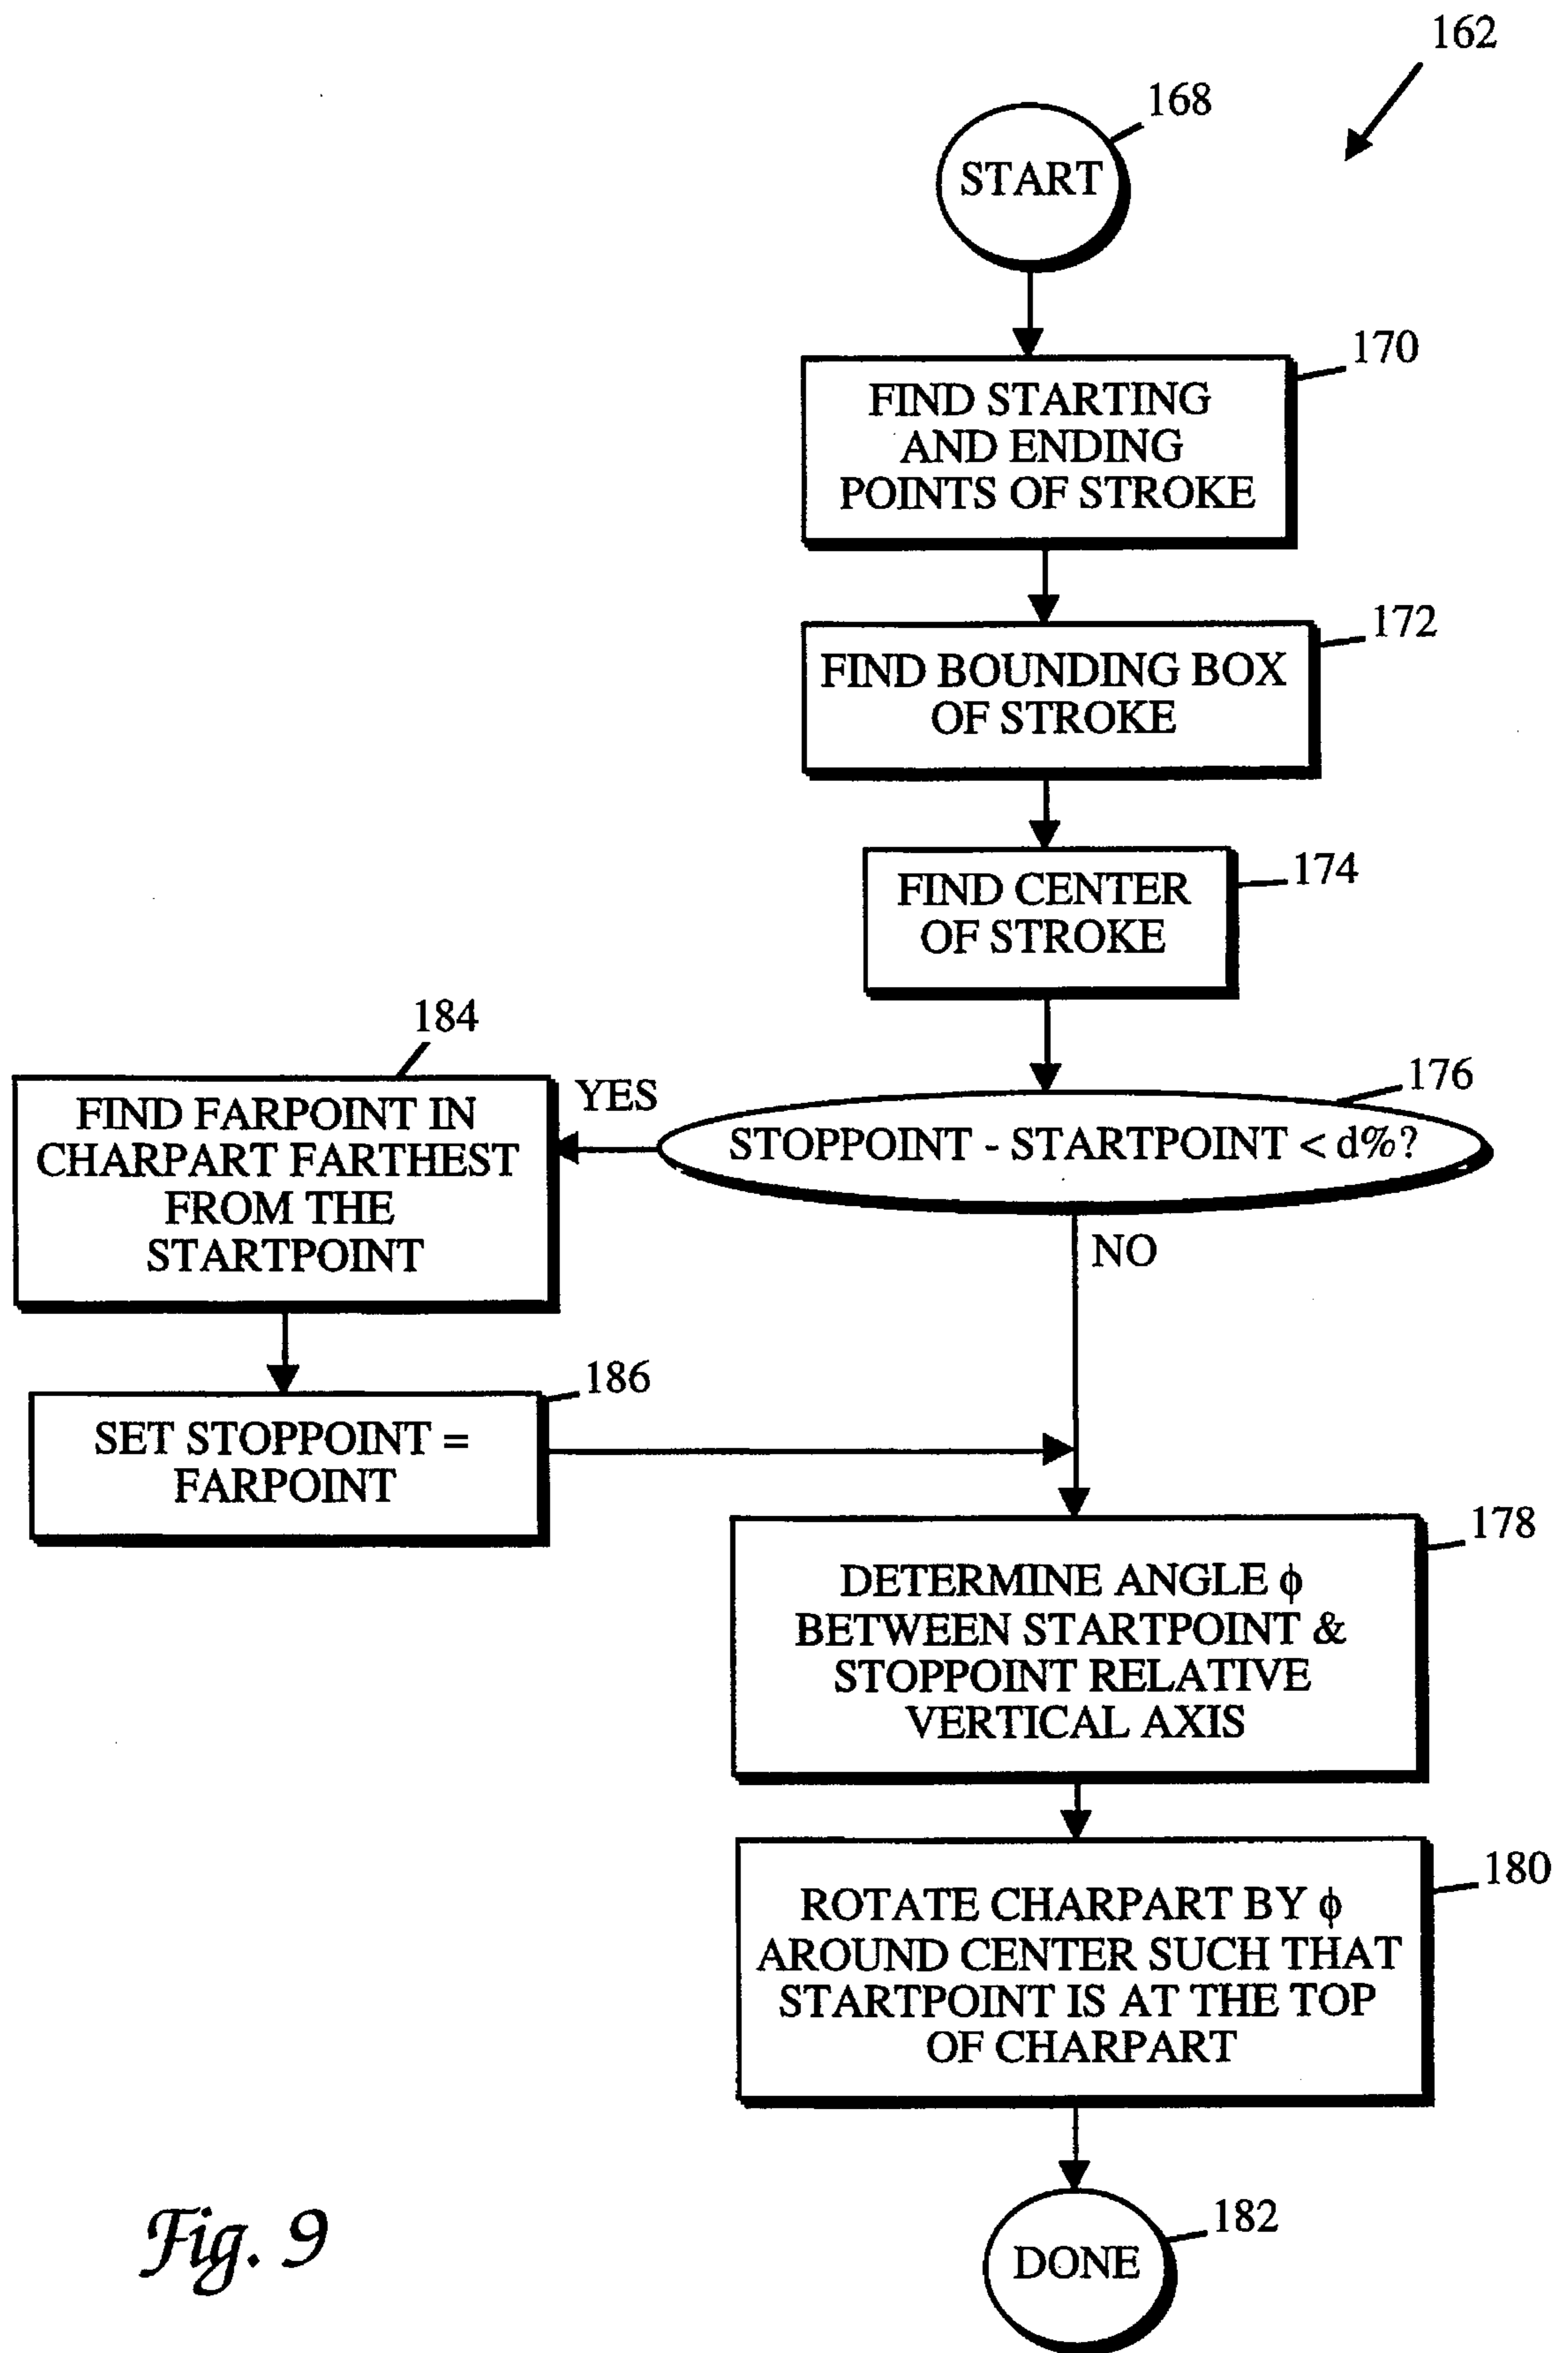 162
168
START
170
FIND STARTING
AND ENDING
POINTS OF STROKE
172
FIND BOUNDING BOX
OF STROKE
174
FIND CENTER
OF STROKE
184
FIND FARPOINT IN
CHARPART FARTHEST
FROM THE
STARTPOINT
YES
176
STOPPOINT - STARTPOINT < d%?
NO
186
SET STOPPOINT =
FARPOINT
178
DETERMINE ANGLE ϕ
BETWEEN STARTPOINT &
STOPPOINT RELATIVE
VERTICAL AXIS
180
ROTATE CHARPART BY ϕ
AROUND CENTER SUCH THAT
STARTPOINT IS AT THE TOP
OF CHARPART
182
DONE
Fig. 9